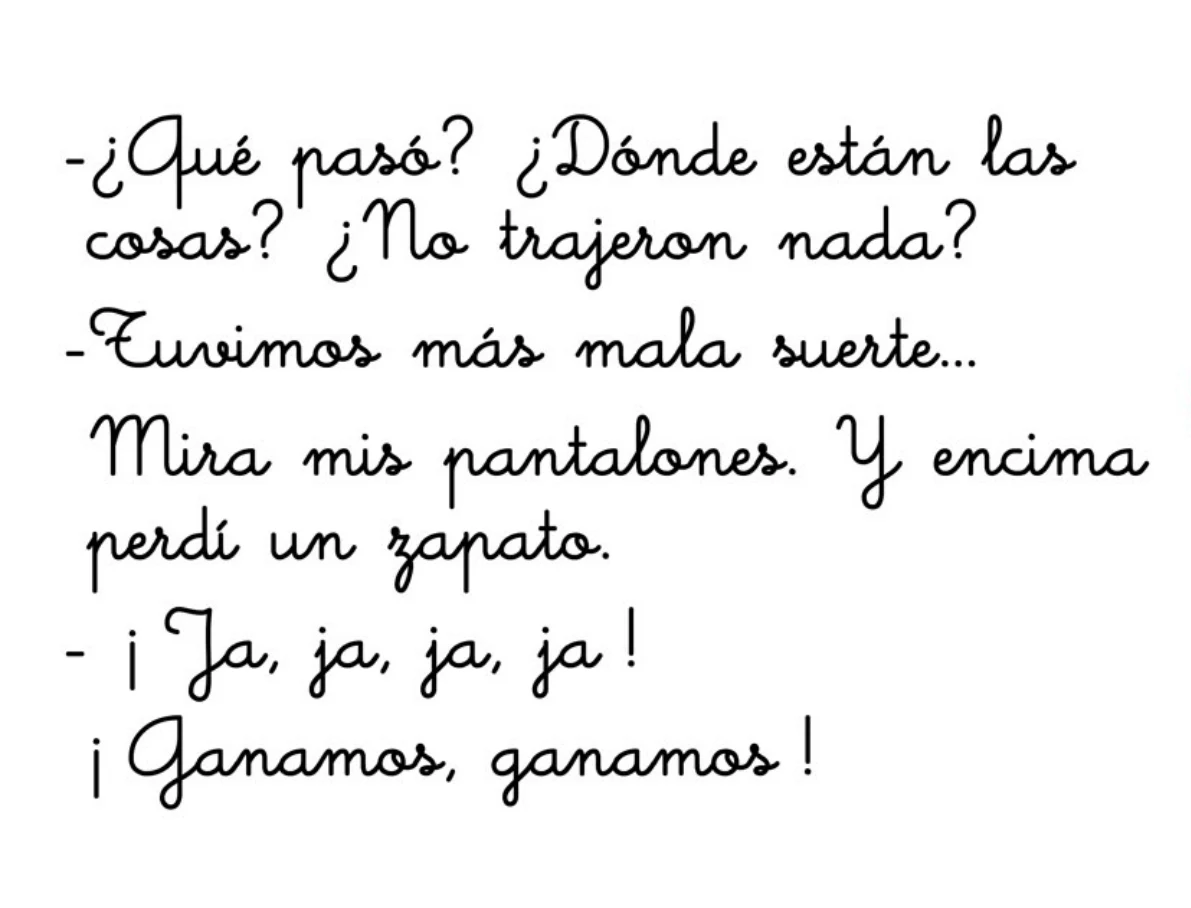 -¿Qué pasó? ¿Dónde están las
cosas? ¿No trajeron nada?
-Tuvimos más mala suerte...
Mira mis pantalones. Y encima
perdí un zapato.
- ¡ Ja, ja, ja, ja !
¡ Ganamos, ganamos !